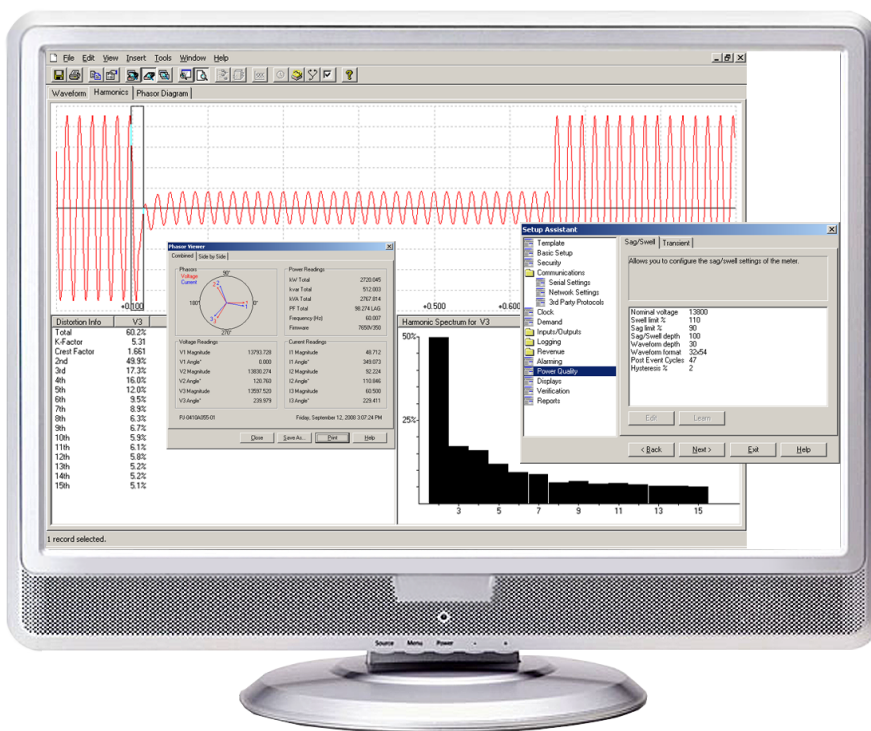 File Edit View Insert Tools Window Help
Waveform Harmonics Phasor Diagram
+0.100 +0.500 +0.600
Distortion Info V3
Total 60.2%
K-Factor 5.31
Crest Factor 1.661
2nd 49.9%
3rd 17.3%
4th 16.0%
5th 12.0%
6th 9.5%
7th 8.9%
8th 6.3%
9th 6.7%
10th 5.9%
11th 6.1%
12th 5.8%
13th 5.2%
14th 5.2%
15th 5.1%
Phasor Viewer
Combined Side by Side
Phasors
Voltage
Current
90°
180° 0°
270°
Power Readings
kW Total 2720.045
kvar Total 512.003
kVA Total 2767.814
PF Total 98.274 LAG
Frequency (Hz) 60.007
Firmware 7650V350
Voltage Readings
V1 Magnitude 13793.728
V1 Angle° 0.000
V2 Magnitude 13830.274
V2 Angle° 120.760
V3 Magnitude 13597.520
V3 Angle° 239.979
Current Readings
I1 Magnitude 48.712
I1 Angle° 349.073
I2 Magnitude 92.224
I2 Angle° 110.846
I3 Magnitude 60.500
I3 Angle° 229.411
PJ-0410A055-01 Friday, September 12, 2008 3:07:24 PM
Close Save As... Print Help
Harmonic Spectrum for V3
50%
25%
3 5 7 9 11 13 15
Setup Assistant
Template
Basic Setup
Security
Communications
Serial Settings
Network Settings
3rd Party Protocols
Clock
Demand
Inputs/Outputs
Logging
Revenue
Alarming
Power Quality
Displays
Verification
Reports
Sag/Swell Transient
Allows you to configure the sag/swell settings of the meter.
Nominal voltage 13800
Swell limit % 110
Sag limit % 90
Sag/Swell depth 100
Waveform depth 30
Waveform format 32x54
Post Event Cycles 47
Hysteresis % 2
Edit Learn
< Back Next > Exit Help
1 record selected.
Source Menu Power - +